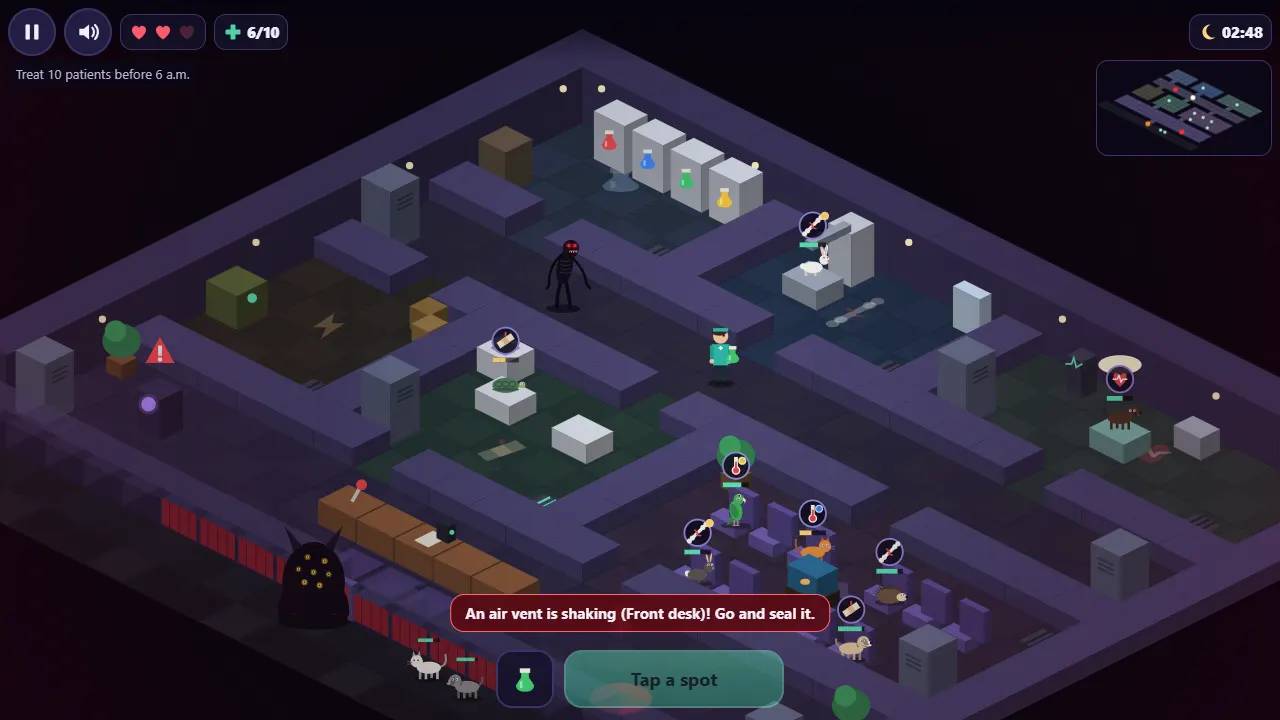 6/10
02:48
Treat 10 patients before 6 a.m.
An air vent is shaking (Front desk)! Go and seal it.
Tap a spot